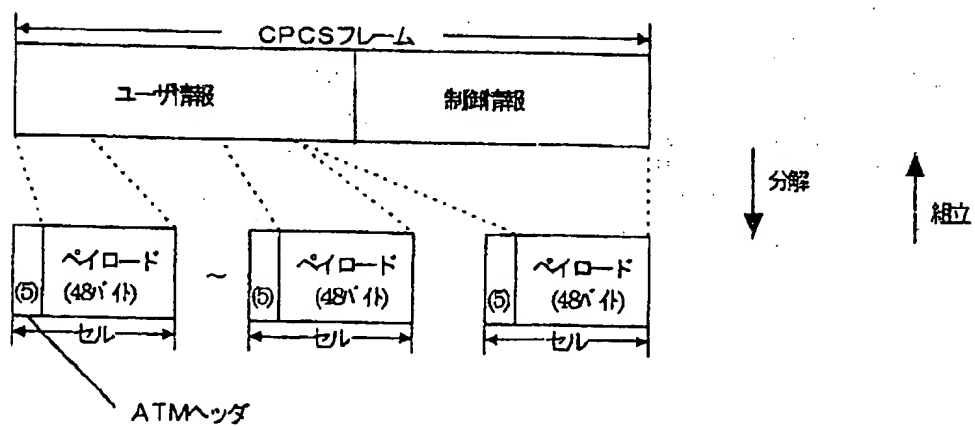 CPCSフレーム
ユーザ情報
制御情報
分解
組立
ペイロード
(5)
(48バイト)
セル
~
ペイロード
(5)
(48バイト)
セル
ペイロード
(5)
(48バイト)
セル
ATMヘッダ